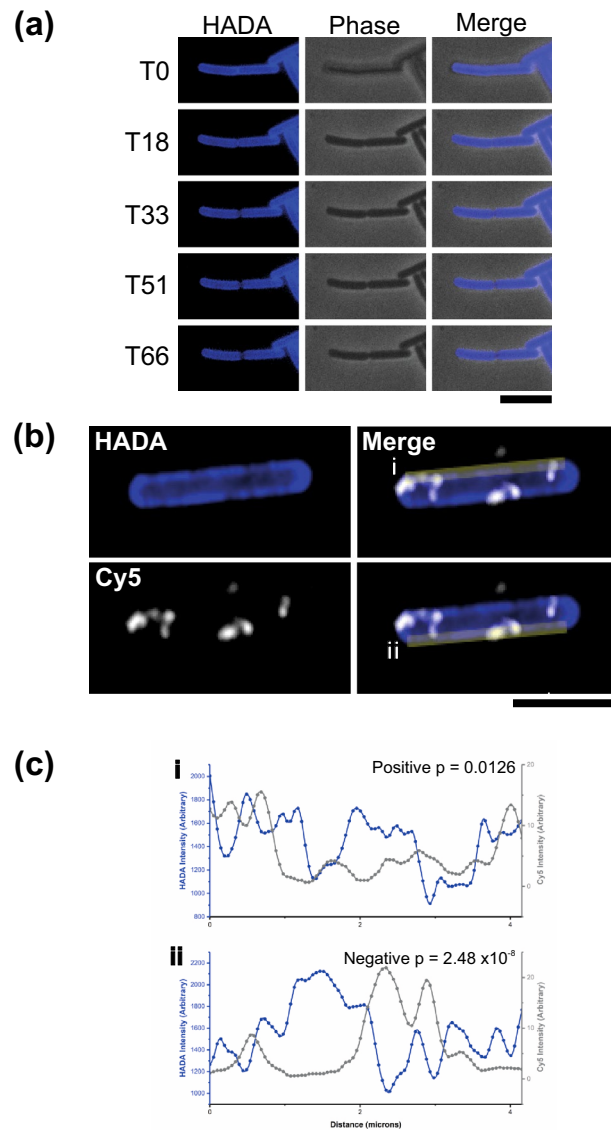 (a)
HADA Phase Merge
T0
T18
T33
T51
T66
(b)
HADA
Merge
i
Cy5
ii
(c)
i
Positive p = 0.0126
2000
1800
1600
1400
1200
1000
800
HADA Intensity (Arbitrary)
20
10
0
Cy5 Intensity (Arbitrary)
0 2 4
ii
Negative p = 2.48 x10⁻⁸
2200
2000
1800
1600
1400
1200
1000
HADA Intensity (Arbitrary)
20
10
0
Cy5 Intensity (Arbitrary)
0 2 4
Distance (microns)